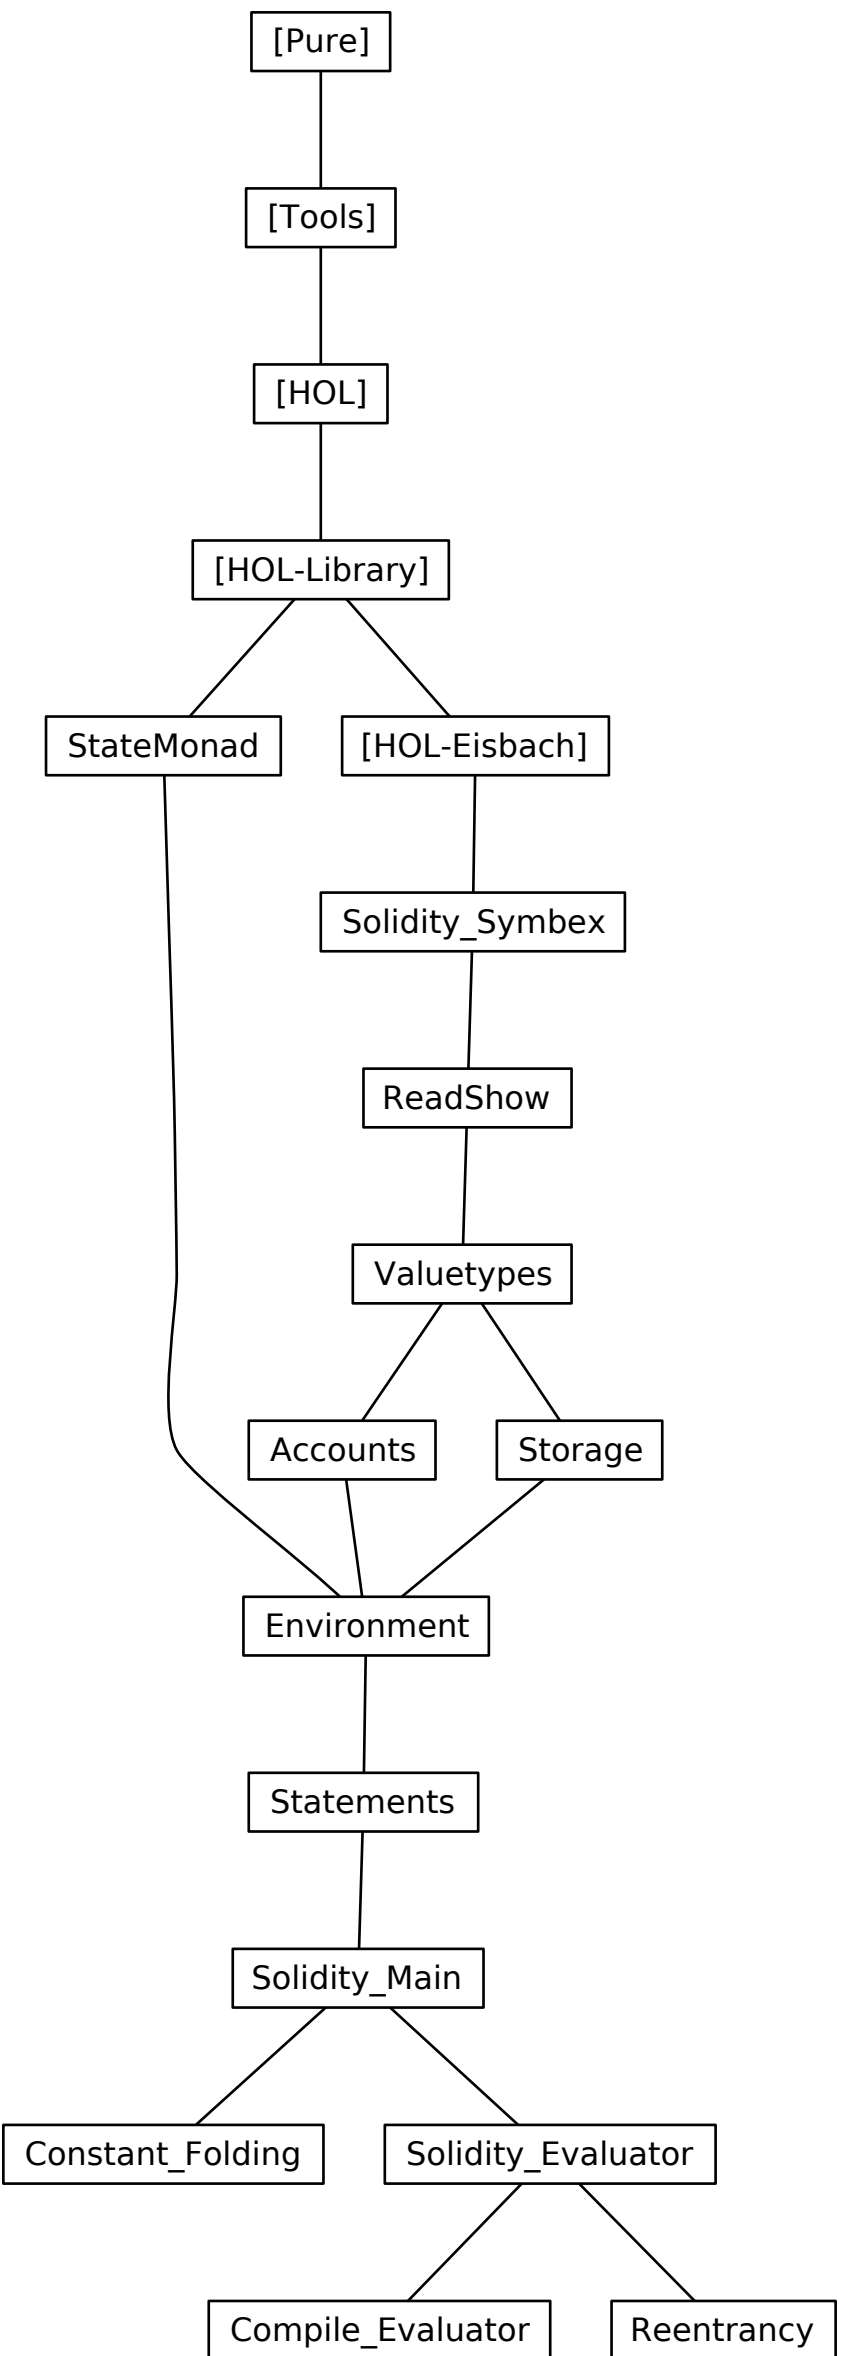 [Pure]
[Tools]
[HOL]
[HOL-Library]
StateMonad
[HOL-Eisbach]
Solidity_Symbex
ReadShow
Valuetypes
Accounts
Storage
Environment
Statements
Solidity_Main
Constant_Folding
Solidity_Evaluator
Compile_Evaluator
Reentrancy